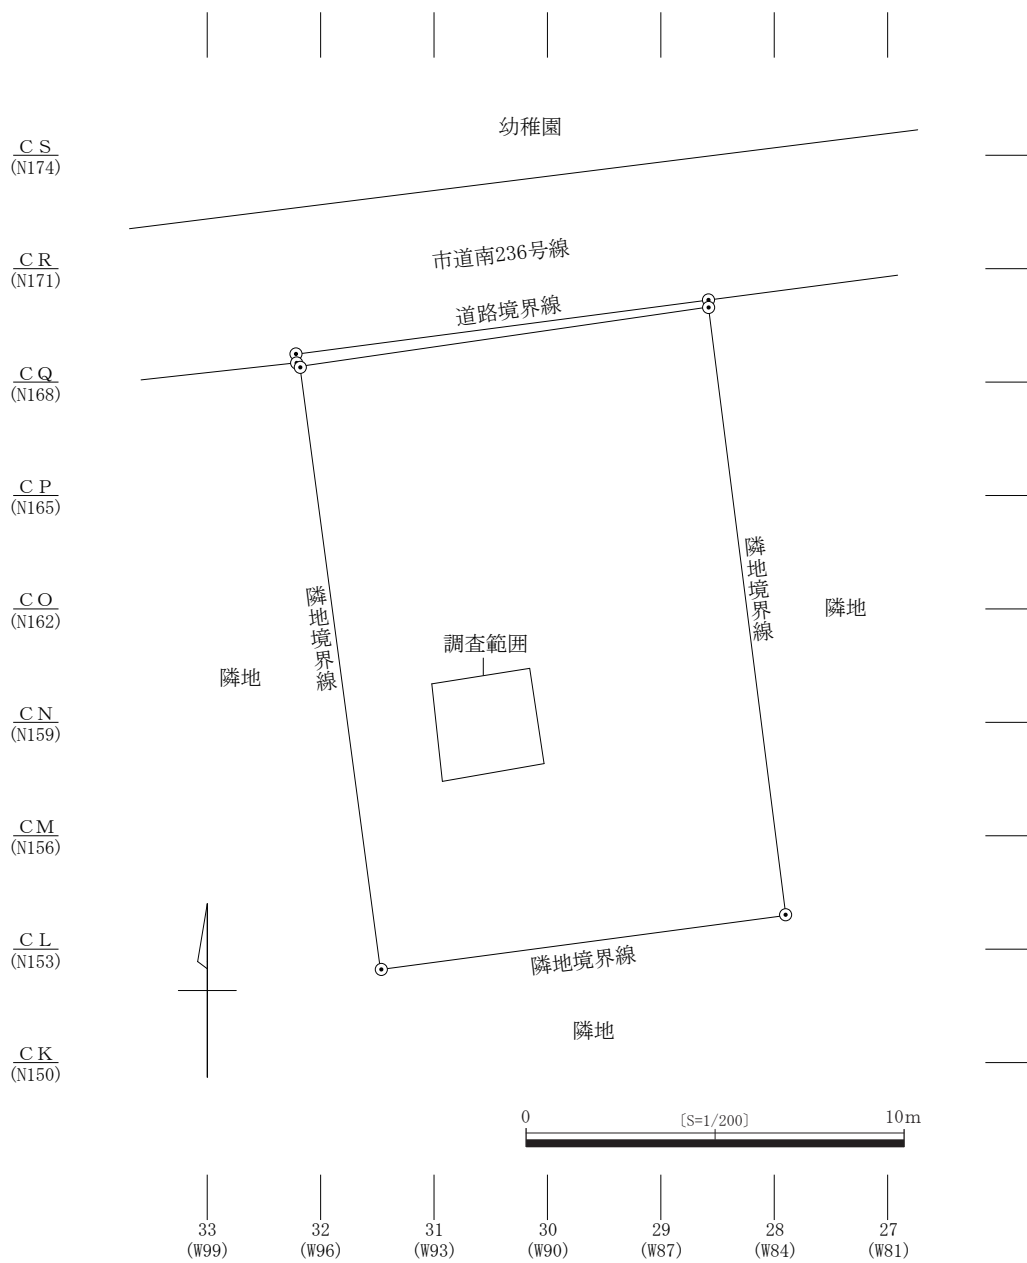 幼稚園
CS
(N174)
市道南236号線
CR
(N171)
道路境界線
CQ
(N168)
CP
(N165)
隣地境界線
隣地境界線
CO
(N162)
隣地
調査範囲
隣地
CN
(N159)
CM
(N156)
CL
(N153)
隣地境界線
隣地
CK
(N150)
0
〔S=1/200〕
10m
33 32 31 30 29 28 27
(W99) (W96) (W93) (W90) (W87) (W84) (W81)